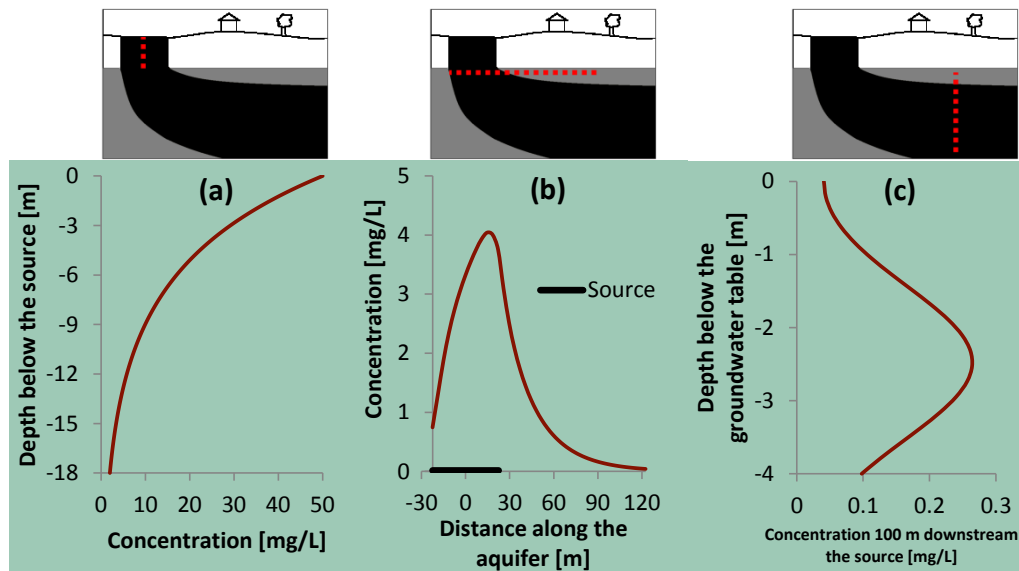 (a)
Depth below the source [m]
0
-3
-6
-9
-12
-15
-18
0 10 20 30 40 50
Concentration [mg/L]
(b)
Concentration [mg/L]
5
4
3
2
1
0
Source
-30 0 30 60 90 122
Distance along the
aquifer [m]
(c)
Depth below the
groundwater table [m]
0
-1
-2
-3
-4
0 0.1 0.2 0.3
Concentration 100 m downstream
the source [mg/L]